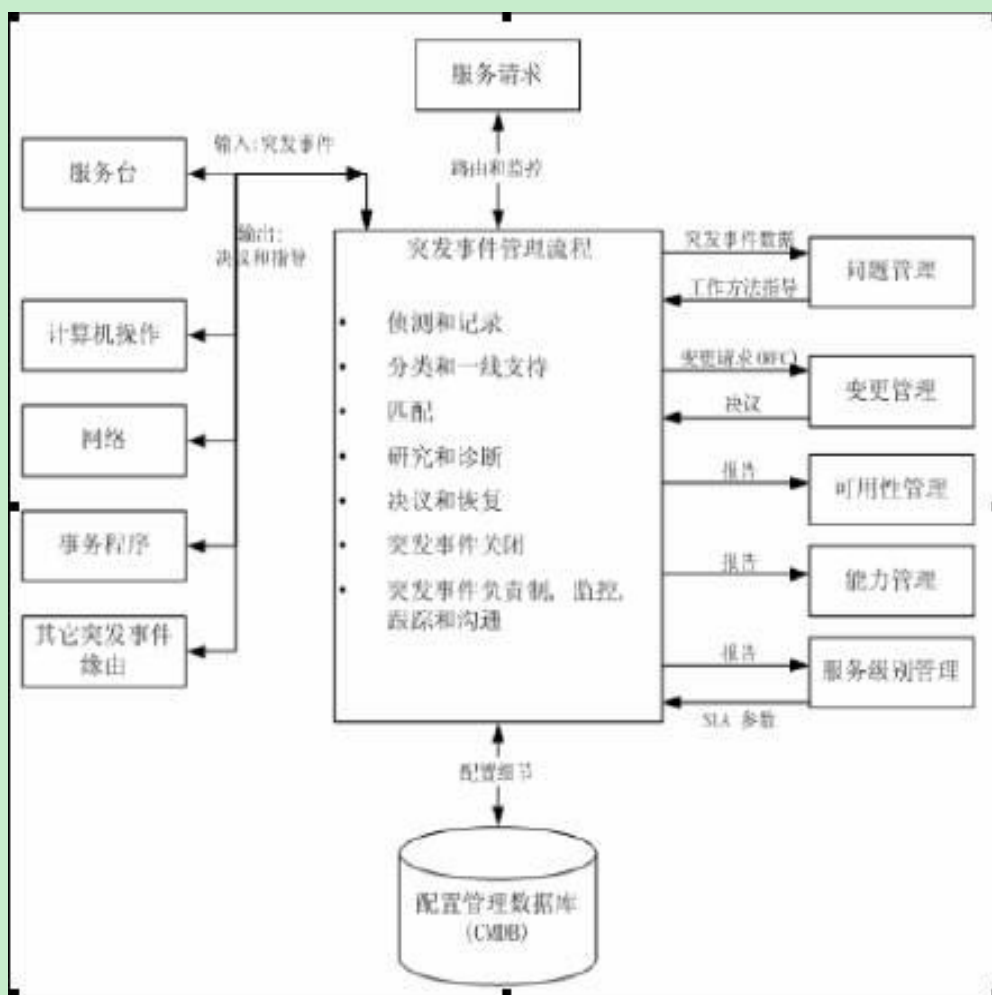 服务请求
路由和监控
输入:突发事件
服务台
输出:
决议和指导
计算机操作
网络
事务程序
其它突发事件
缘由
突发事件管理流程
• 侦测和记录
• 分类和一线支持
• 匹配
• 研究和诊断
• 决议和恢复
• 突发事件关闭
• 突发事件负责制, 监控,
跟踪和沟通
突发事件数据
问题管理
工作方法指导
变更请求(RFC)
变更管理
决议
报告
可用性管理
报告
能力管理
报告
服务级别管理
SLA 参数
配置细节
配置管理数据库
(CMDB)